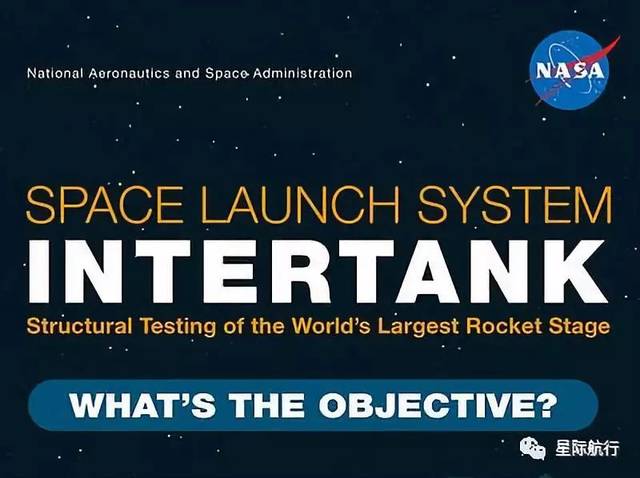 National Aeronautics and Space Administration
NASA
SPACE LAUNCH SYSTEM
INTERTANK
Structural Testing of the World's Largest Rocket Stage
WHAT'S THE OBJECTIVE?
星际航行